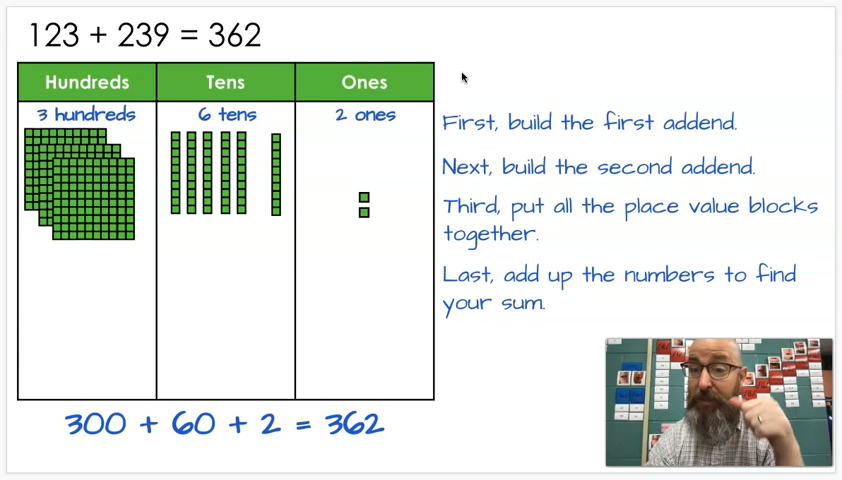 123 + 239 = 362
Hundreds Tens Ones
3 hundreds 6 tens 2 ones
First, build the first addend.
Next, build the second addend.
Third, put all the place value blocks
together.
Last, add up the numbers to find
your sum.
300 + 60 + 2 = 362